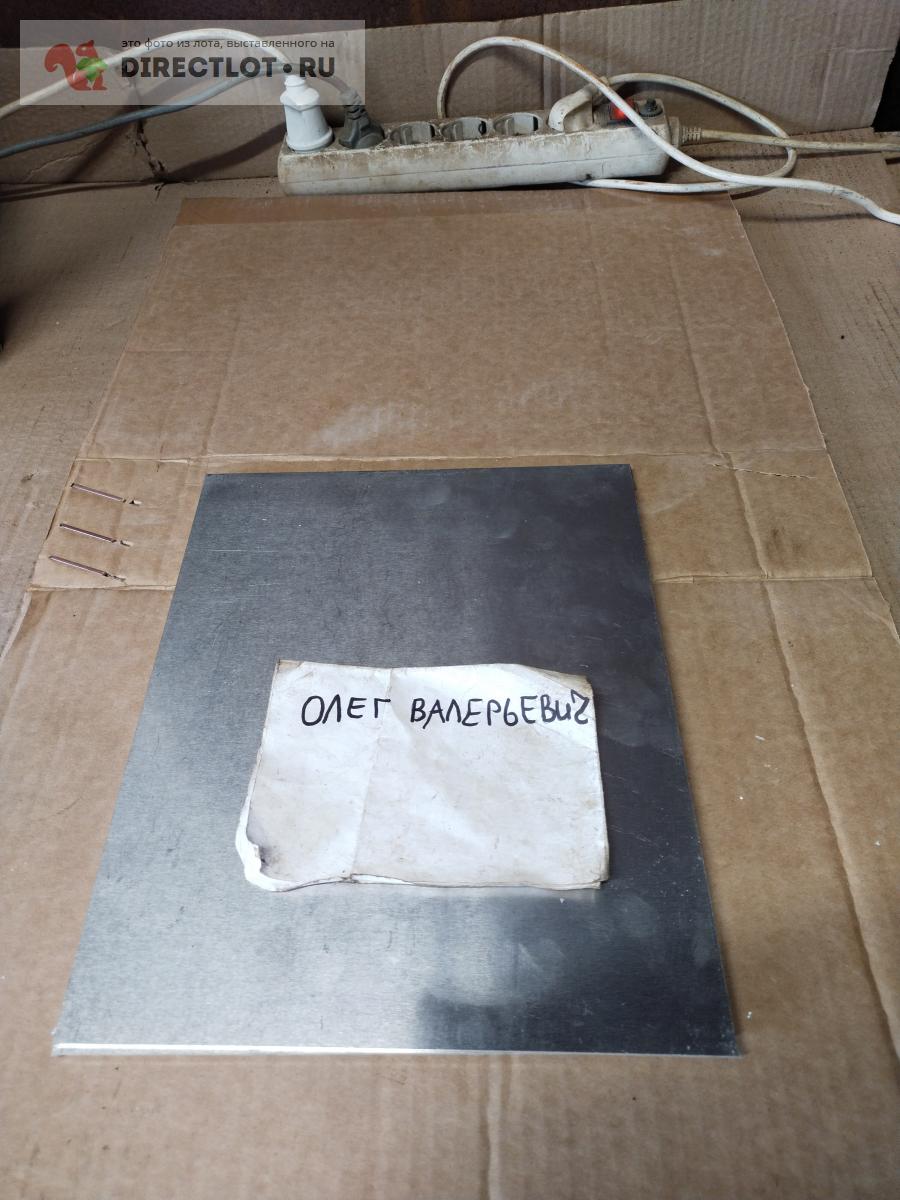 это фото из лота, выставленного на
DIRECTLOT.RU
ОЛЕГ ВАЛЕРЬЕВИЧ